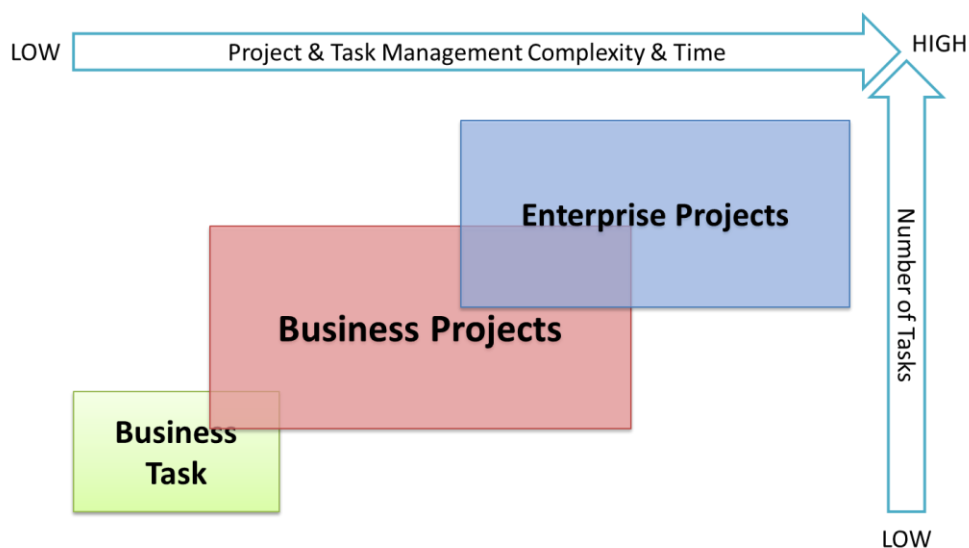 LOW
Project & Task Management Complexity & Time
HIGH
Enterprise Projects
Number of Tasks
Business Projects
Business
Task
LOW